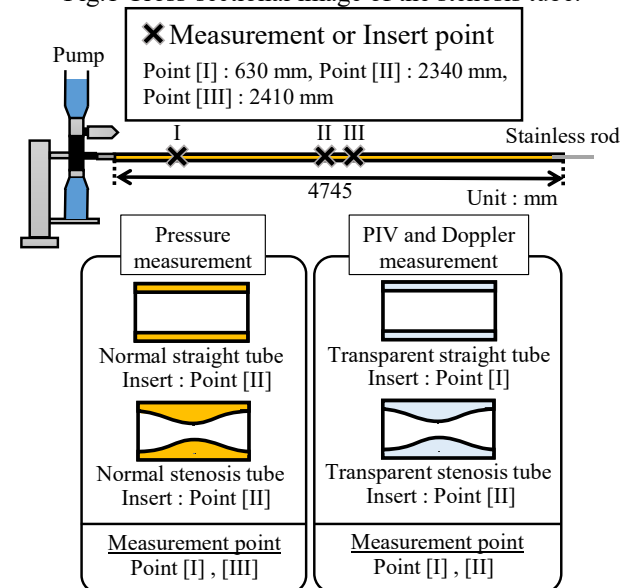 Fig.3 Cross-sectional image of the stenosis tube.
Measurement or Insert point
Point [I] : 630 mm, Point [II] : 2340 mm,
Point [III] : 2410 mm
Pump
I
II
III
Stainless rod
4745
Unit : mm
Pressure
measurement
Normal straight tube
Insert : Point [II]
Normal stenosis tube
Insert : Point [II]
Measurement point
Point [I] , [III]
PIV and Doppler
measurement
Transparent straight tube
Insert : Point [I]
Transparent stenosis tube
Insert : Point [II]
Measurement point
Point [I] , [II]